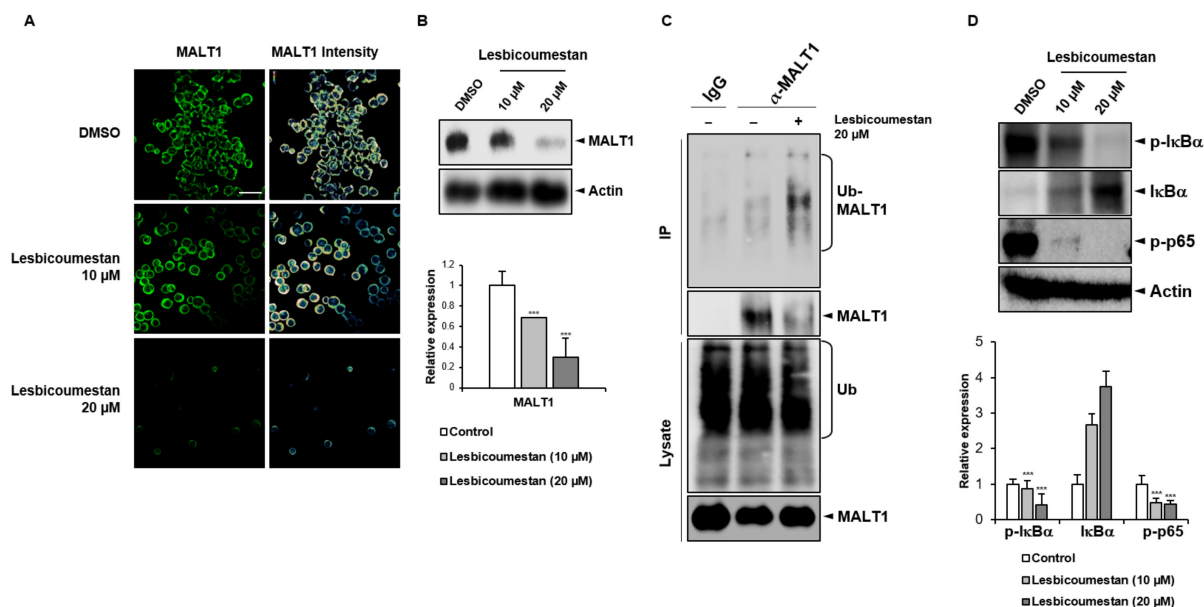 A
MALT1
MALT1 Intensity
DMSO
Lesbicoumestan
10 µM
Lesbicoumestan
20 µM
B
Lesbicoumestan
DMSO
10 µM
20 µM
MALT1
Actin
Relative expression
1.2
1
0.8
0.6
0.4
0.2
0
***
***
MALT1
Control
Lesbicoumestan (10 µM)
Lesbicoumestan (20 µM)
C
IgG
α-MALT1
– – +
Lesbicoumestan
20 µM
IP
Ub-
MALT1
MALT1
Lysate
Ub
MALT1
D
Lesbicoumestan
DMSO
10 µM
20 µM
p-IκBα
IκBα
p-p65
Actin
Relative expression
5
4
3
2
1
0
***
***
***
***
p-IκBα
IκBα
p-p65
Control
Lesbicoumestan (10 µM)
Lesbicoumestan (20 µM)